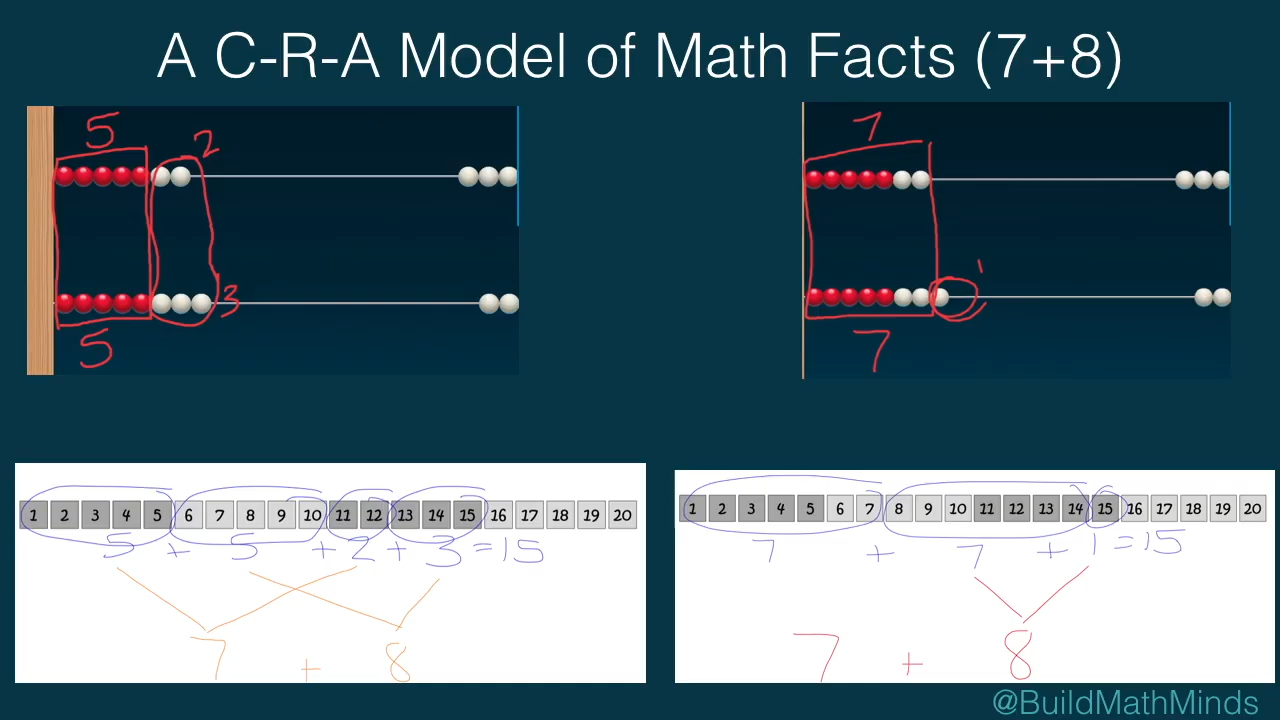 A C-R-A Model of Math Facts (7+8)
5
2
3
5
7
1
7
1 2 3 4 5 6 7 8 9 10 11 12 13 14 15 16 17 18 19 20
5 + 5 + 2 + 3 = 15
7 + 8
1 2 3 4 5 6 7 8 9 10 11 12 13 14 15 16 17 18 19 20
7 + 7 + 1 = 15
7 + 8
@BuildMathMinds